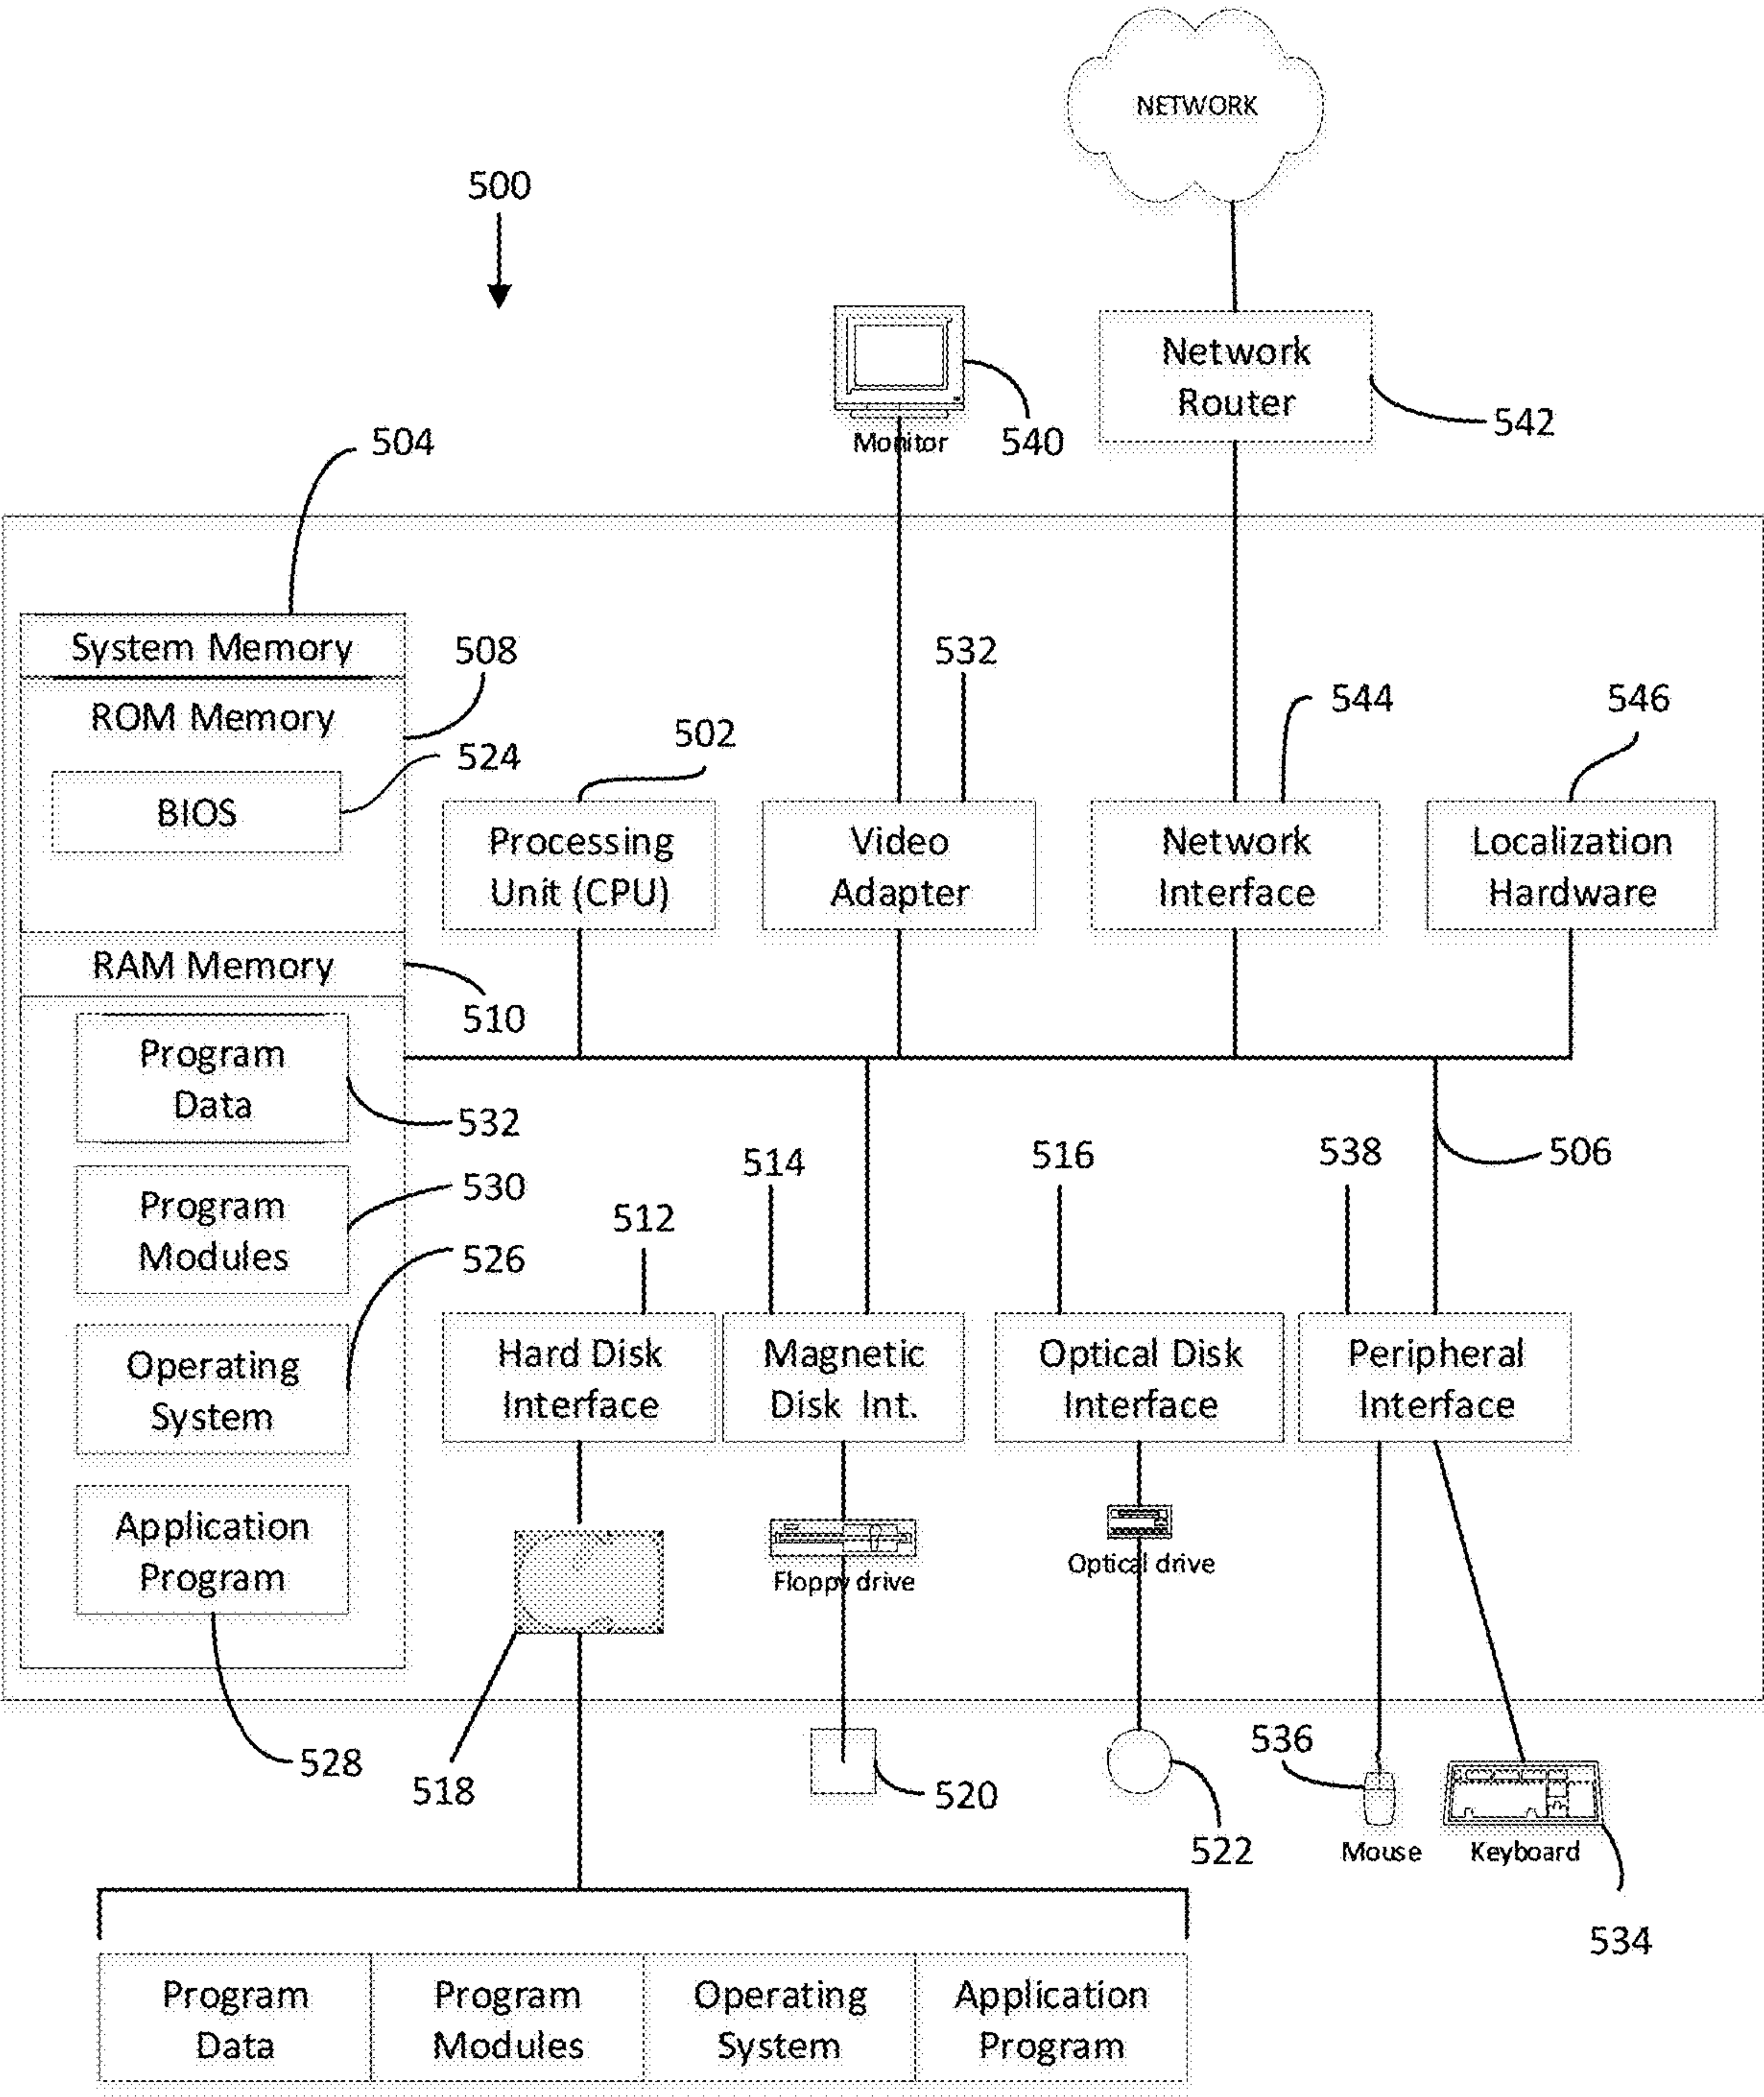 NETWORK
500
Network
Router
542
Monitor
540
504
System Memory
508
532
ROM Memory
544
546
502
524
BIOS
Processing
Unit (CPU)
Video
Adapter
Network
Interface
Localization
Hardware
RAM Memory
510
Program
Data
532
514
516
538
506
Program
Modules
530
512
526
Operating
System
Hard Disk
Interface
Magnetic
Disk Int.
Optical Disk
Interface
Peripheral
Interface
Application
Program
Floppy drive
Optical drive
528
518
520
522
536
Mouse
Keyboard
534
Program
Data
Program
Modules
Operating
System
Application
Program